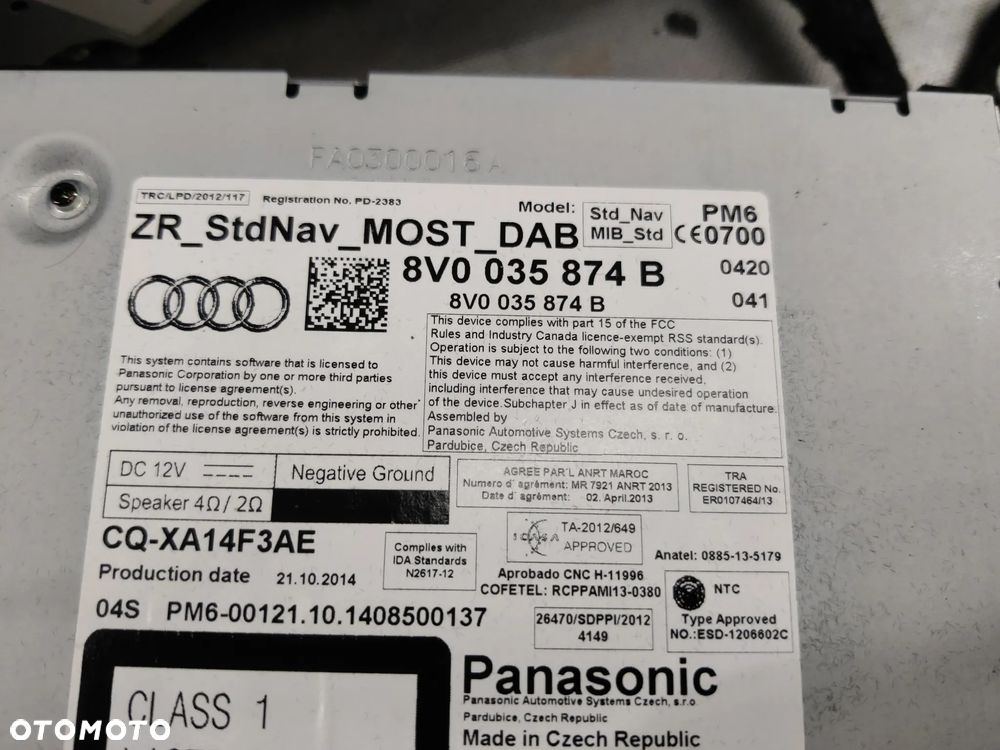 FA0300016A
TRC/LPD/2012/117 Registration No. PD-2383
Model: Std_Nav MIB_Std
PM6
CE0700
ZR_StdNav_MOST_DAB
8V0 035 874 B
0420
8V0 035 874 B
041
This device complies with part 15 of the FCC
Rules and Industry Canada licence-exempt RSS standard(s).
Operation is subject to the following two conditions: (1)
This device may not cause harmful interference, and (2)
this device must accept any interference received,
including interference that may cause undesired operation
of the device.Subchapter J in effect as of date of manufacture.
Assembled by
Panasonic Automotive Systems Czech, s. r. o.
Pardubice, Czech Republic
This system contains software that is licensed to
Panasonic Corporation by one or more third parties
pursuant to license agreement(s).
Any removal, reproduction, reverse engineering or other
unauthorized use of the software from this system in
violation of the license agreement(s) is strictly prohibited.
DC 12V
Negative Ground
Speaker 4Ω/ 2Ω
AGREE PAR'L ANRT MAROC
Numero d' agrément: MR 7921 ANRT 2013
Date d' agrément: 02. April.2013
TRA
REGISTERED No.
ER0107464/13
CQ-XA14F3AE
Complies with
IDA Standards
N2617-12
ICASA
TA-2012/649
APPROVED
Anatel: 0885-13-5179
Production date 21.10.2014
Aprobado CNC H-11996
COFETEL: RCPPAMI13-0380
NTC
Type Approved
NO.:ESD-1206602C
04S PM6-00121.10.1408500137
26470/SDPPI/2012
4149
Panasonic
Panasonic Automotive Systems Czech, s.r.o.
Pardubice, Czech Republic
Made in Czech Republic
CLASS 1
OTOMOTO